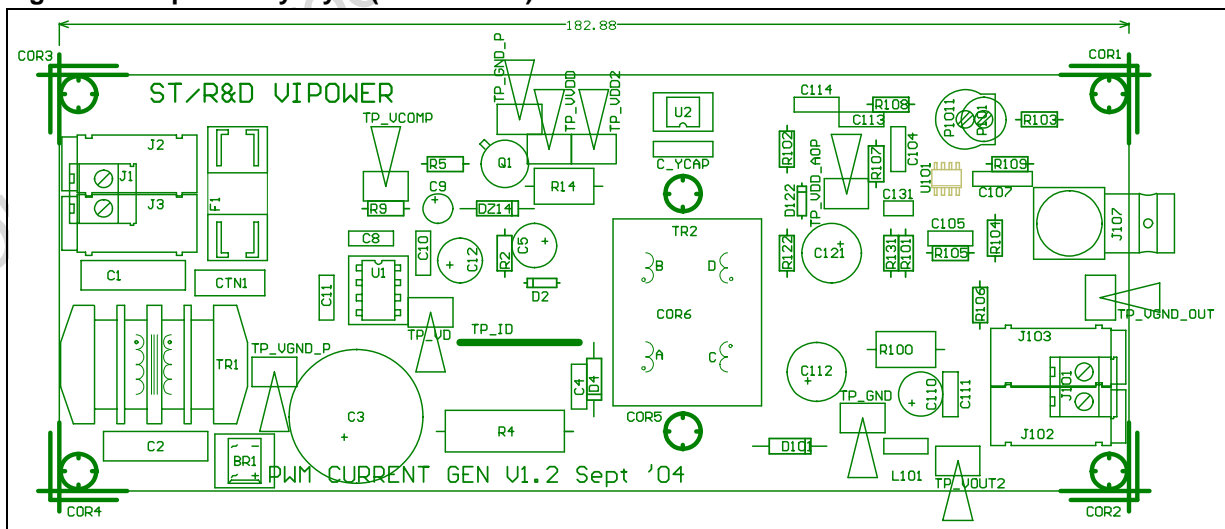 182.88
COR3
COR1
ST/R&D VIPOWER
TP_GND_P
TP_VVDD
TP_VDD2
TP_VCOMP
U2
C_YCAP
C114
C113
R108
P1011
R103
J2
J1
J3
F1
R5
Q1
R14
R102
TP_VDD_AOP
R107
C104
U101
R109
C107
C9
R9
DZ14
D122
C131
C8
C10
C12
R2
C5
TR2
R122
C121
R131
R101
C105
R105
R104
J107
C1
CTN1
C11
U1
D2
B
D
COR6
R106
TP_VGND_OUT
TP_VD
TP_ID
TR1
TP_VGND_P
A
C
R100
J103
J101
C3
C4
D4
C112
C110
C111
TP_GND
COR5
R4
J102
C2
BR1
D101
L101
TP_VOUT2
PWM CURRENT GEN V1.2 Sept '04
COR4
COR2